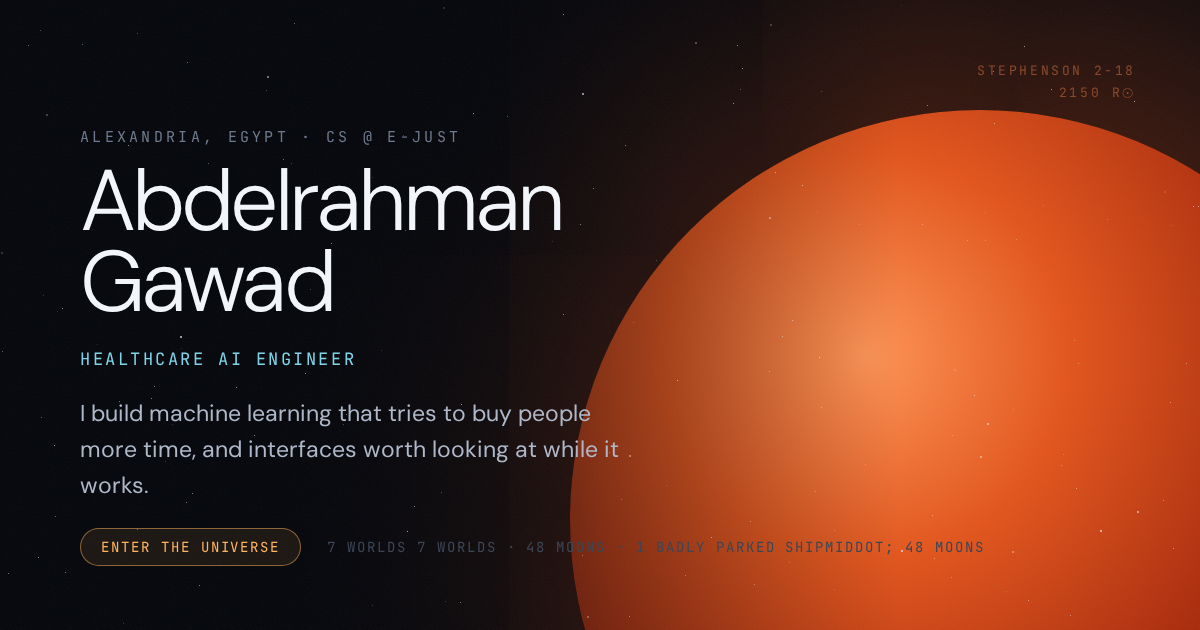 STEPHENSON 2-18
2150 R☉
ALEXANDRIA, EGYPT · CS @ E-JUST
Abdelrahman
Gawad
HEALTHCARE AI ENGINEER
I build machine learning that tries to buy people
more time, and interfaces worth looking at while it
works.
ENTER THE UNIVERSE
7 WORLDS 7 WORLDS · 48 MOONS · 1 BADLY PARKED SHIPMIDDOT; 48 MOONS